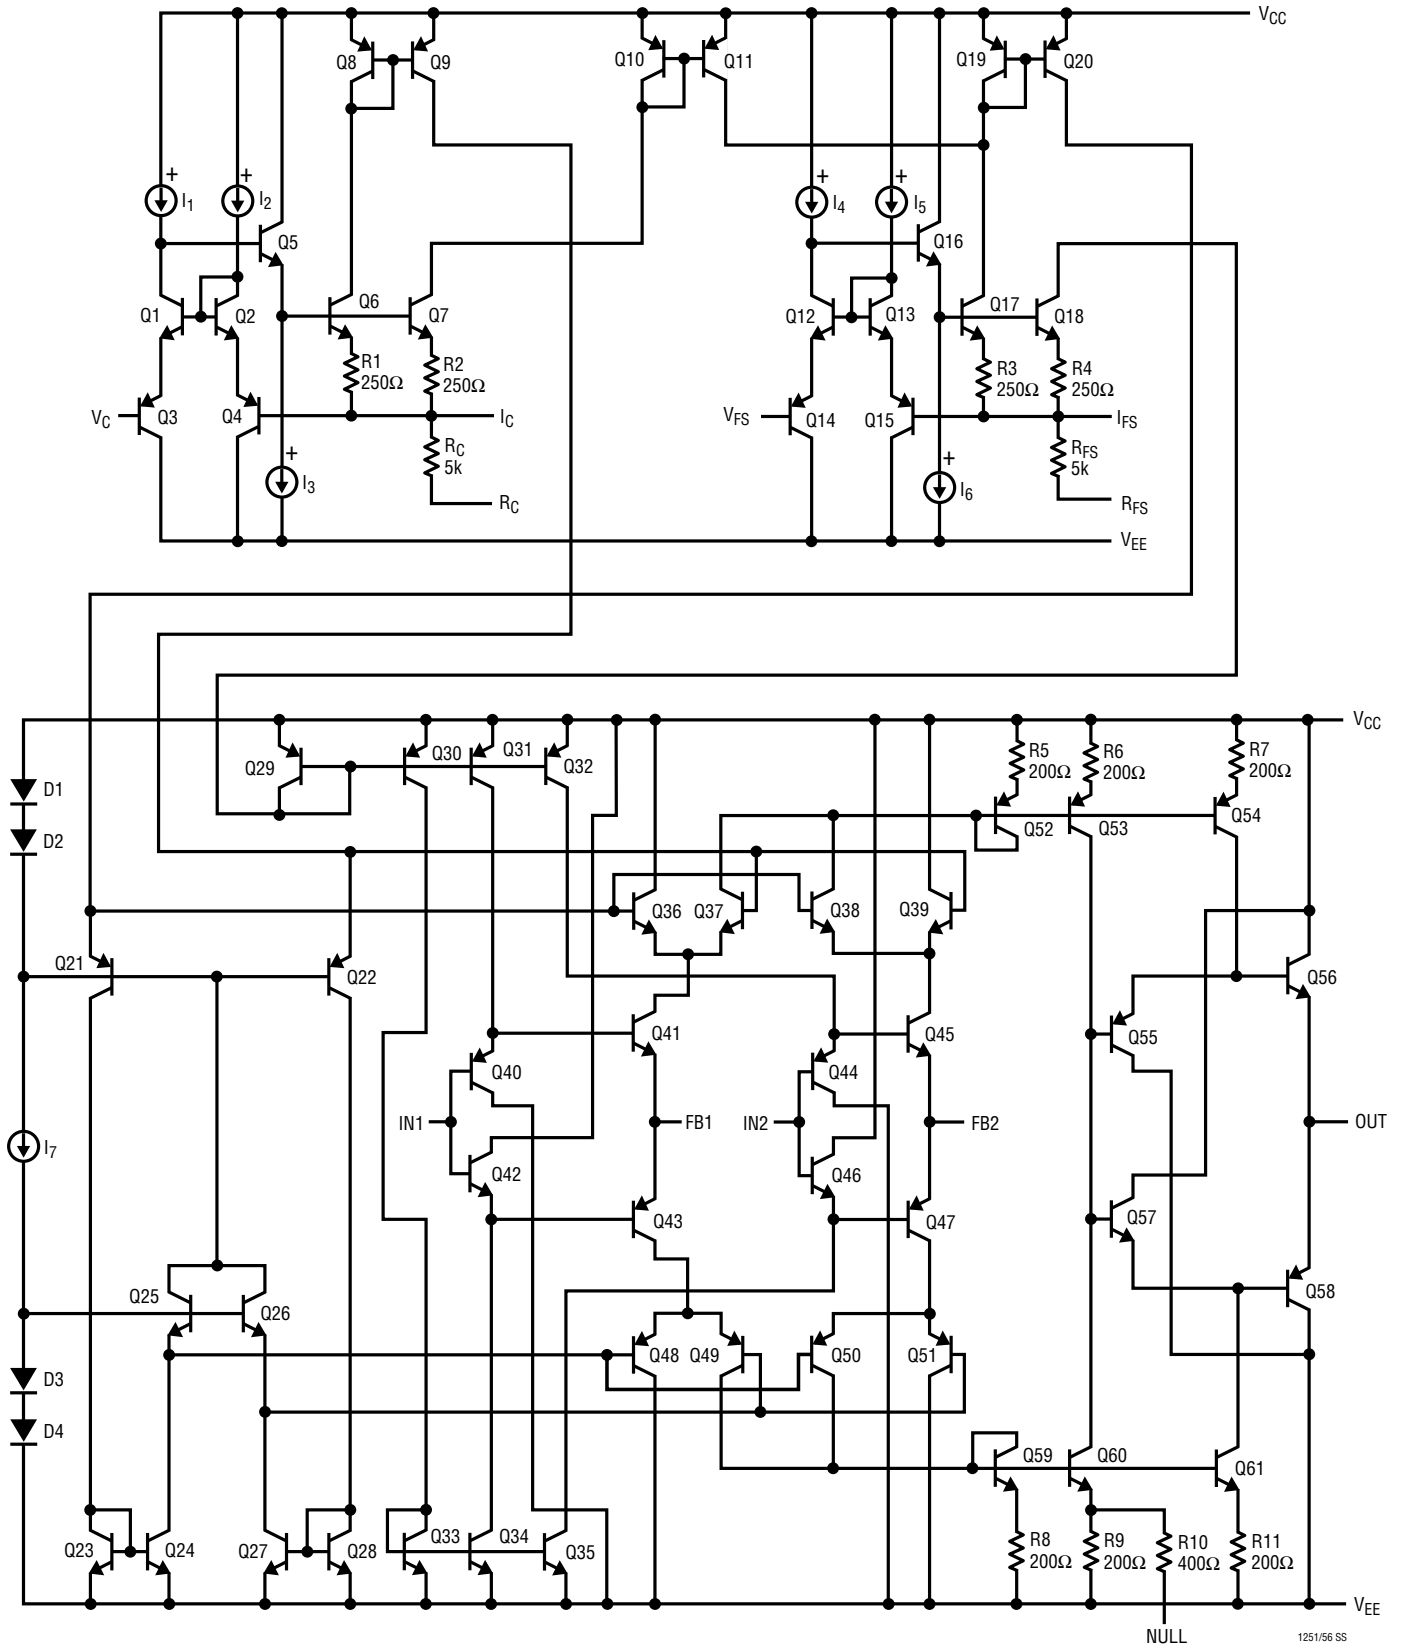 VCC
Q8 Q9 Q10 Q11 Q19 Q20
+ + + +
I1 I2 I4 I5
Q5 Q16
Q1 Q2 Q6 Q7 Q12 Q13 Q17 Q18
R1
250Ω
R2
250Ω
R3
250Ω
R4
250Ω
VC Q3 Q4 IC VFS Q14 Q15 IFS
RC
5k
RFS
5k
+ +
I3 RC I6 RFS
VEE
VCC
Q29 Q30 Q31 Q32
R5
200Ω
R6
200Ω
R7
200Ω
D1
D2
Q52 Q53 Q54
Q36 Q37 Q38 Q39
Q21 Q22 Q56
Q41 Q45 Q55
Q40 Q44
IN1 FB1 IN2 FB2 OUT
I7
Q42 Q46
Q43 Q47 Q57
Q25 Q26 Q58
Q48 Q49 Q50 Q51
D3
D4
Q59 Q60 Q61
Q23 Q24 Q27 Q28 Q33 Q34 Q35
R8
200Ω
R9
200Ω
R10
400Ω
R11
200Ω
VEE
NULL
1251/56 SS